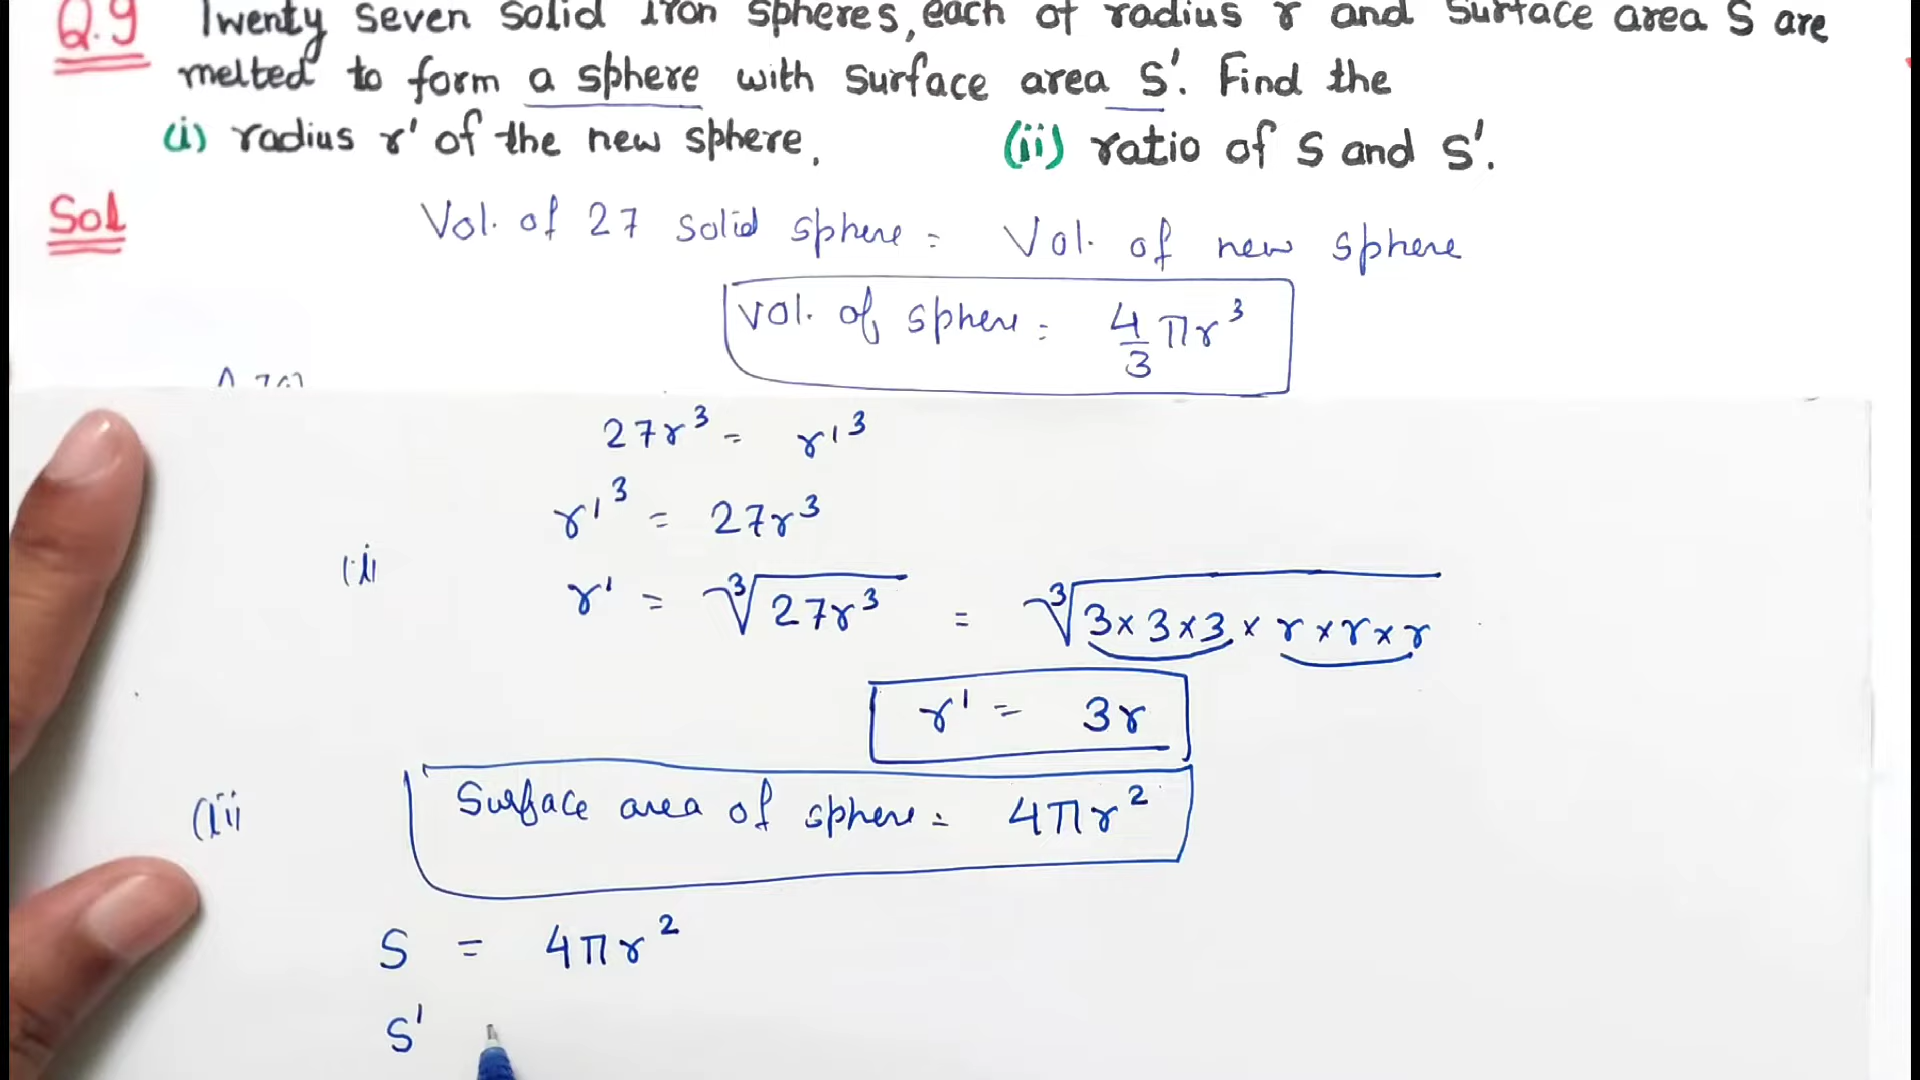 Q.9 Twenty seven solid iron spheres, each of radius r and surface area S are
melted to form a sphere with surface area S'. Find the
(i) radius r' of the new sphere, (ii) ratio of S and S'.
Sol
Vol. of 27 solid sphere = Vol. of new sphere
vol. of sphere = 4/3 πr³
27r³ = r'³
r'³ = 27r³
(i) r' = ∛27r³ = ∛3×3×3×r×r×r
r' = 3r
(ii) Surface area of sphere = 4πr²
S = 4πr²
S'